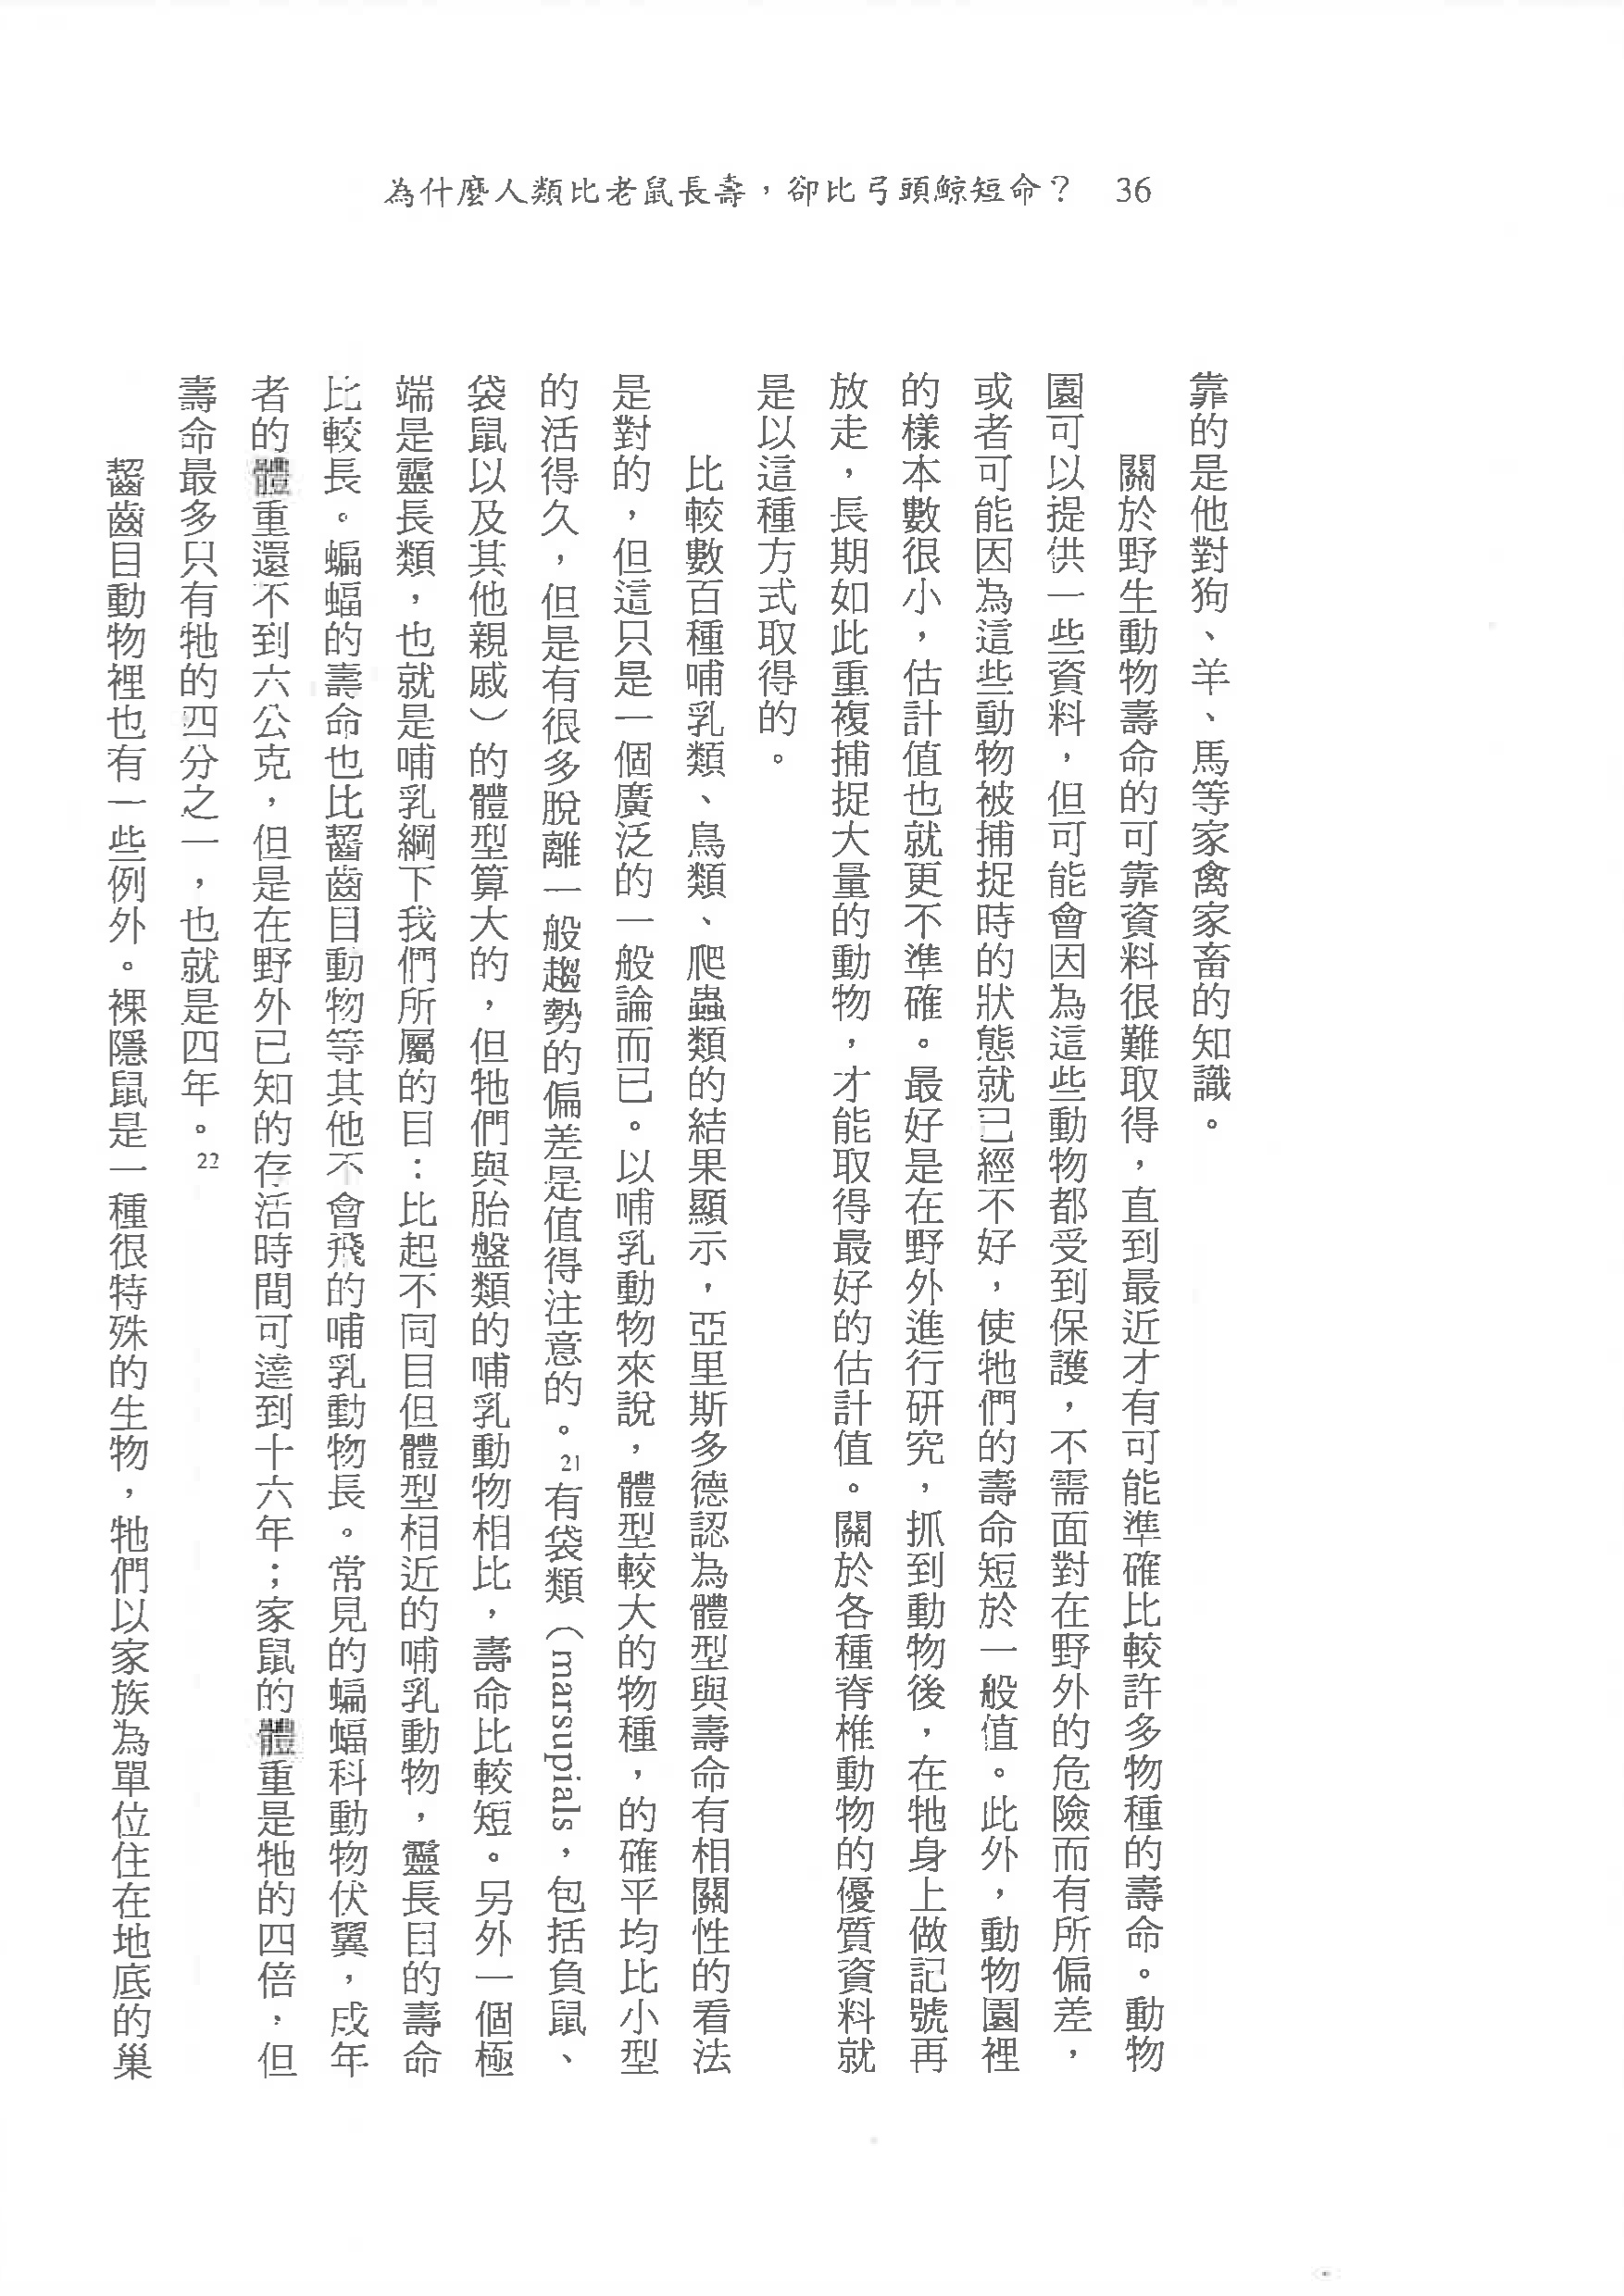 為什麼人類比老鼠長壽，卻比弓頭鯨短命？　36
靠的是他對狗、羊、馬等家禽家畜的知識。
關於野生動物壽命的可靠資料很難取得，直到最近才有可能準確比較許多物種的壽命。動物
園可以提供一些資料，但可能會因為這些動物都受到保護，不需面對在野外的危險而有所偏差，
或者可能因為這些動物被捕捉時的狀態就已經不好，使牠們的壽命短於一般值。此外，動物園裡
的樣本數很小，估計值也就更不準確。最好是在野外進行研究，抓到動物後，在牠身上做記號再
放走，長期如此重複捕捉大量的動物，才能取得最好的估計值。關於各種脊椎動物的優質資料就
是以這種方式取得的。
比較數百種哺乳類、鳥類、爬蟲類的結果顯示，亞里斯多德認為體型與壽命有相關性的看法
是對的，但這只是一個廣泛的一般論而已。以哺乳動物來說，體型較大的物種，的確平均比小型
的活得久，但是有很多脫離一般趨勢的偏差是值得注意的。21有袋類（marsupials，包括負鼠、
袋鼠以及其他親戚）的體型算大的，但牠們與胎盤類的哺乳動物相比，壽命比較短。另外一個極
端是靈長類，也就是哺乳綱下我們所屬的目：比起不同目但體型相近的哺乳動物，靈長目的壽命
比較長。蝙蝠的壽命也比齧齒目動物等其他不會飛的哺乳動物長。常見的蝙蝠科動物伏翼，成年
者的體重還不到六公克，但是在野外已知的存活時間可達到十六年；家鼠的體重是牠的四倍，但
壽命最多只有牠的四分之一，也就是四年。22
齧齒目動物裡也有一些例外。裸隱鼠是一種很特殊的生物，牠們以家族為單位住在地底的巢